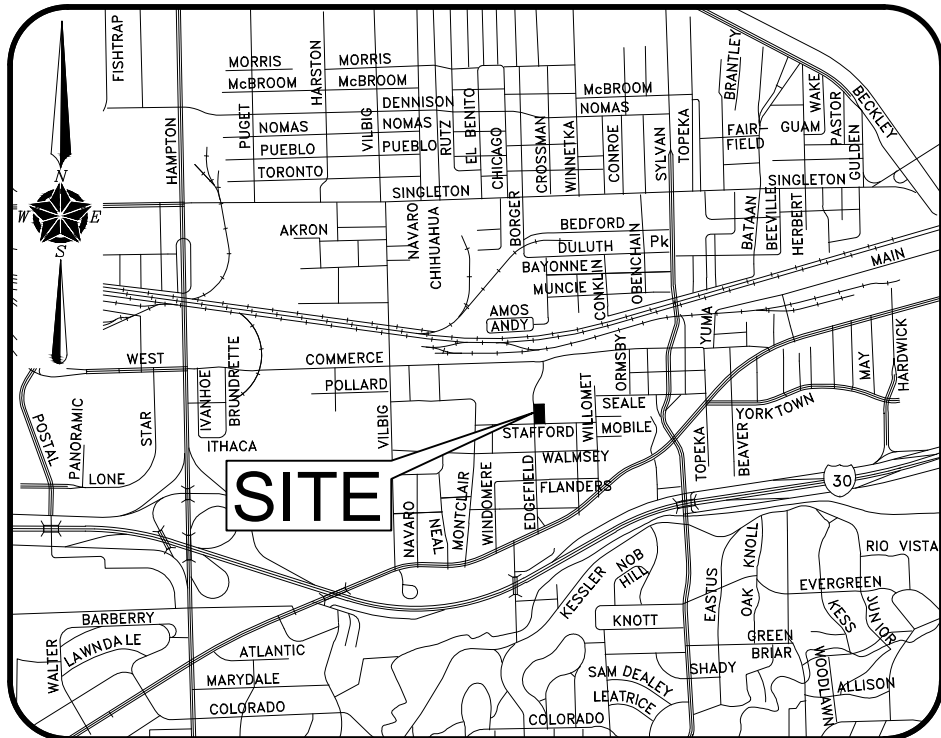 FISHTRAP
HAMPTON
PUGET
MORRIS
McBROOM
HARSTON
MORRIS
McBROOM
DENNISON
NOMAS
PUEBLO
TORONTO
VILBIG
NOMAS
PUEBLO
RUTZ
EL BENITO
CHICAGO
CROSSMAN
WINNETKA
McBROOM
NOMAS
CONROE
SYLVAN
TOPEKA
BRANTLEY
FAIR-
FIELD
GUAM
WAKE
PASTOR
GULDEN
BECKLEY
SINGLETON
SINGLETON
N
W
E
S
AKRON
NAVARO
CHIHUAHUA
BORGER
BEDFORD
DULUTH
Pk
BAYONNE
MUNCIE
CONKLIN
OBENCHAIN
BATAAN
BEEVILLE
HERBERT
MAIN
AMOS
ANDY
YUMA
WEST
COMMERCE
POLLARD
IVANHOE
BRUNDRETTE
ORMSBY
MAY
HARDWICK
POSTAL
PANORAMIC
STAR
LONE
ITHACA
VILBIG
WILLOMET
SEALE
STAFFORD
MOBILE
WALMSEY
FLANDERS
TOPEKA
BEAVER
YORKTOWN
SITE
NAVARO
NEAL
MONTCLAIR
WINDOMERE
EDGEFIELD
30
KESSLER
NOB
HILL
KNOTT
EASTUS
OAK
KNOLL
RIO VISTA
EVERGREEN
KESS
JUNIOR
GREEN
BRIAR
BARBERRY
LAWNDALE
WALTER
ATLANTIC
MARYDALE
COLORADO
SAM DEALEY
LEATRICE
SHADY
WOODLAWN
ALLISON
COLORADO